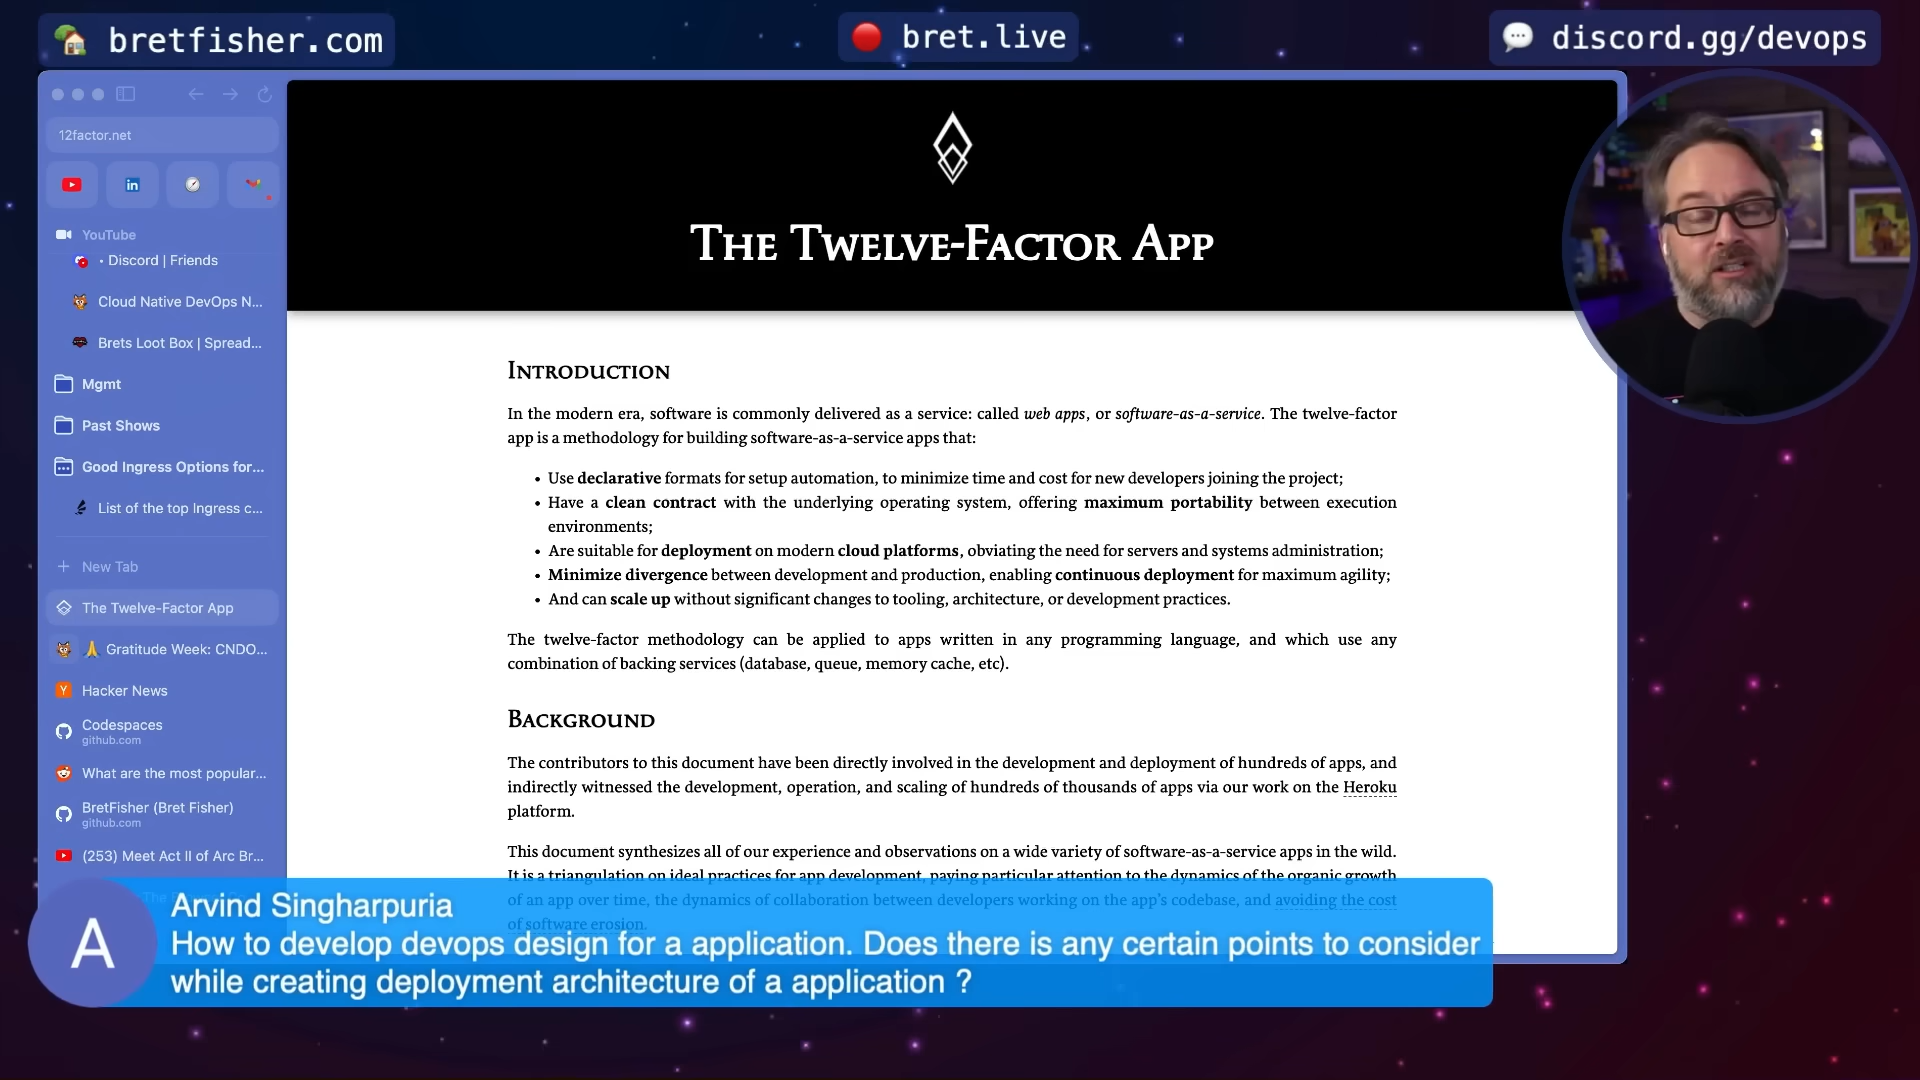 bretfisher.com
bret.live
discord.gg/devops
12factor.net
YouTube
• Discord | Friends
Cloud Native DevOps N...
Brets Loot Box | Spread...
Mgmt
Past Shows
Good Ingress Options for...
List of the top Ingress c...
New Tab
The Twelve-Factor App
Gratitude Week: CNDO...
Hacker News
Codespaces
github.com
What are the most popular...
BretFisher (Bret Fisher)
github.com
(253) Meet Act II of Arc Br...
The Twelve-Factor App
Introduction
In the modern era, software is commonly delivered as a service: called web apps, or software-as-a-service. The twelve-factor
app is a methodology for building software-as-a-service apps that:
• Use declarative formats for setup automation, to minimize time and cost for new developers joining the project;
• Have a clean contract with the underlying operating system, offering maximum portability between execution
environments;
• Are suitable for deployment on modern cloud platforms, obviating the need for servers and systems administration;
• Minimize divergence between development and production, enabling continuous deployment for maximum agility;
• And can scale up without significant changes to tooling, architecture, or development practices.
The twelve-factor methodology can be applied to apps written in any programming language, and which use any
combination of backing services (database, queue, memory cache, etc).
Background
The contributors to this document have been directly involved in the development and deployment of hundreds of apps, and
indirectly witnessed the development, operation, and scaling of hundreds of thousands of apps via our work on the Heroku
platform.
This document synthesizes all of our experience and observations on a wide variety of software-as-a-service apps in the wild.
It is a triangulation on ideal practices for app development, paying particular attention to the dynamics of the organic growth
of an app over time, the dynamics of collaboration between developers working on the app's codebase, and avoiding the cost
of software erosion.
A
Arvind Singharpuria
How to develop devops design for a application. Does there is any certain points to consider
while creating deployment architecture of a application ?